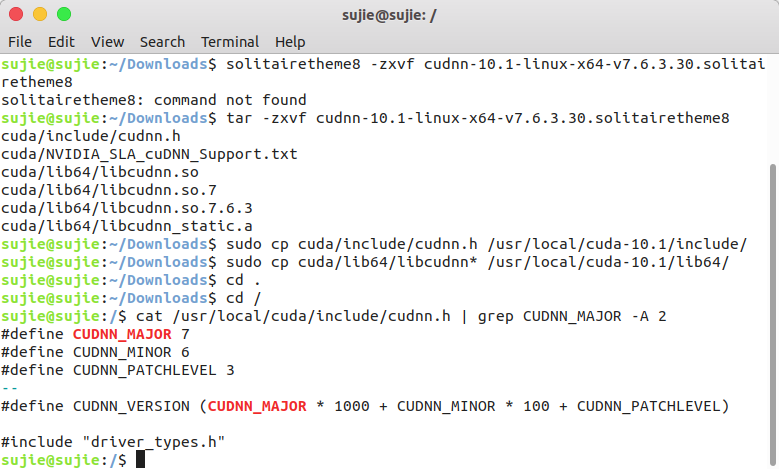 sujie@sujie: /
File Edit View Search Terminal Help
sujie@sujie:~/Downloads$ solitairetheme8 -zxvf cudnn-10.1-linux-x64-v7.6.3.30.solitai
retheme8
solitairetheme8: command not found
sujie@sujie:~/Downloads$ tar -zxvf cudnn-10.1-linux-x64-v7.6.3.30.solitairetheme8
cuda/include/cudnn.h
cuda/NVIDIA_SLA_cuDNN_Support.txt
cuda/lib64/libcudnn.so
cuda/lib64/libcudnn.so.7
cuda/lib64/libcudnn.so.7.6.3
cuda/lib64/libcudnn_static.a
sujie@sujie:~/Downloads$ sudo cp cuda/include/cudnn.h /usr/local/cuda-10.1/include/
sujie@sujie:~/Downloads$ sudo cp cuda/lib64/libcudnn* /usr/local/cuda-10.1/lib64/
sujie@sujie:~/Downloads$ cd .
sujie@sujie:~/Downloads$ cd /
sujie@sujie:/$ cat /usr/local/cuda/include/cudnn.h | grep CUDNN_MAJOR -A 2
#define CUDNN_MAJOR 7
#define CUDNN_MINOR 6
#define CUDNN_PATCHLEVEL 3
--
#define CUDNN_VERSION (CUDNN_MAJOR * 1000 + CUDNN_MINOR * 100 + CUDNN_PATCHLEVEL)
#include "driver_types.h"
sujie@sujie:/$